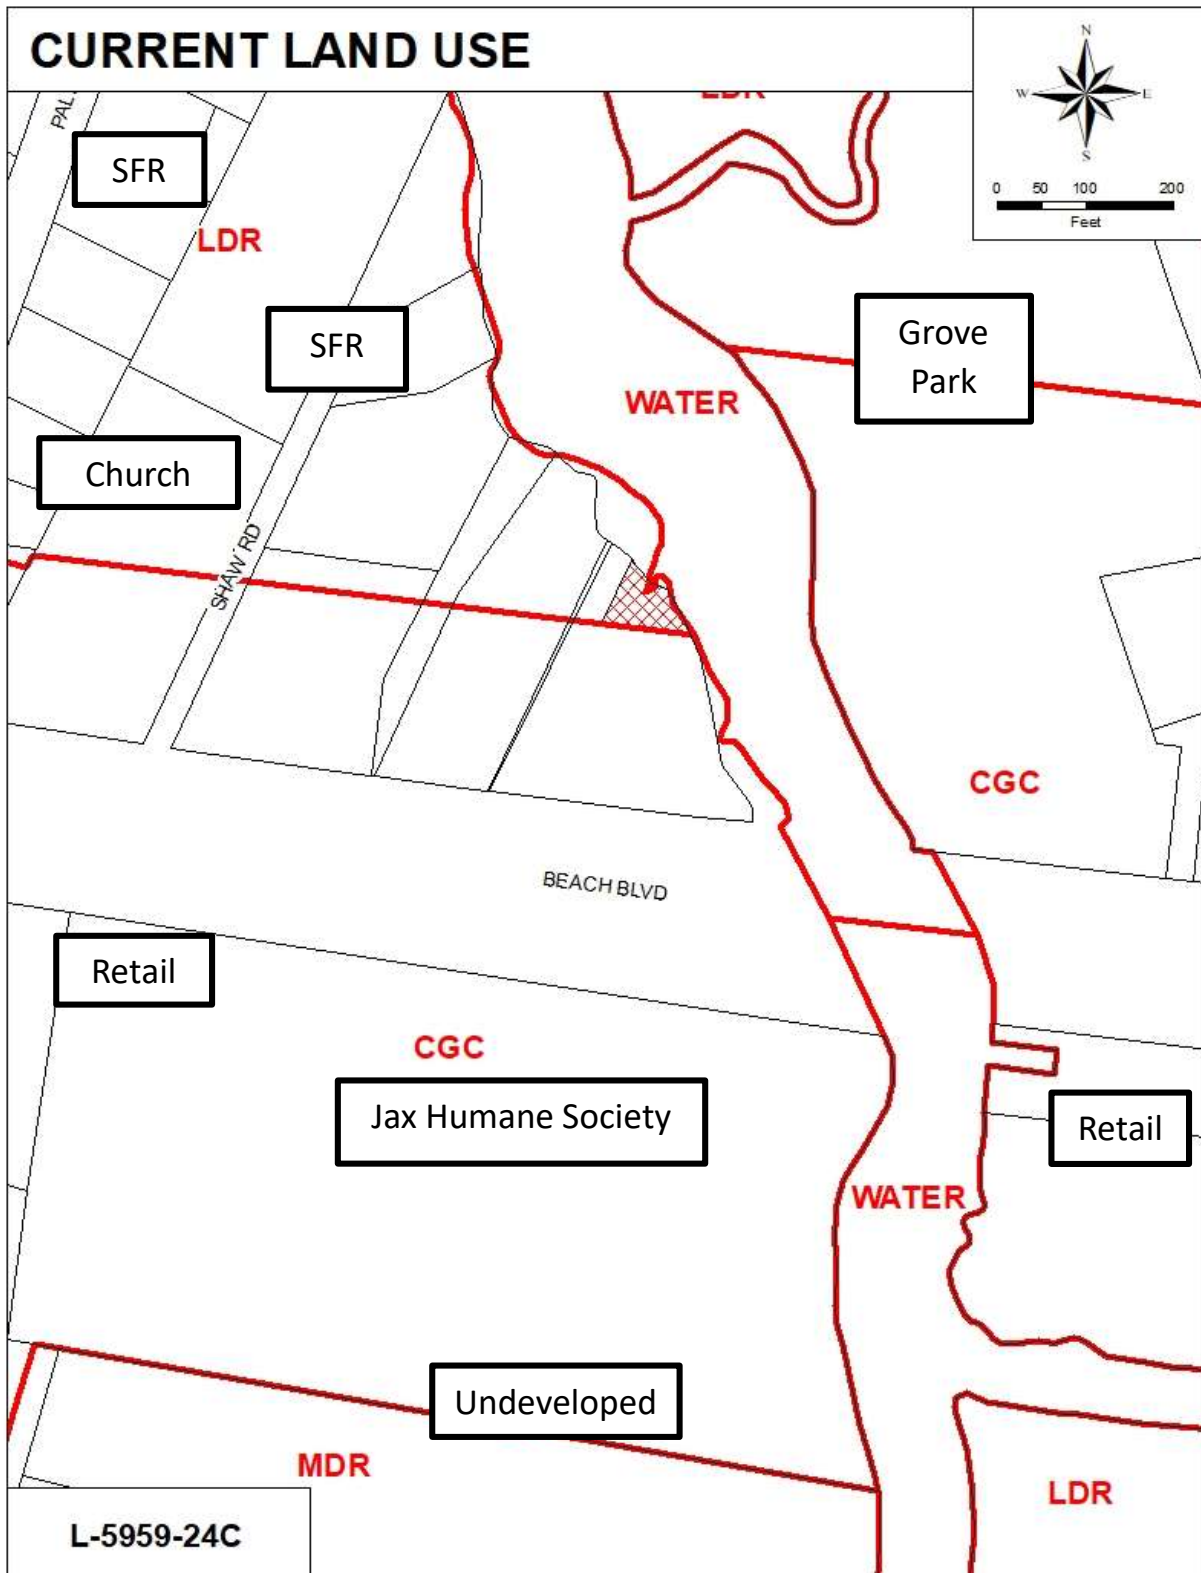 CURRENT LAND USE
N
W
E
S
0 50 100 200
Feet
LDR
SFR
LDR
SFR
Grove
Park
WATER
Church
SHAW RD
CGC
BEACH BLVD
Retail
CGC
Jax Humane Society
Retail
WATER
Undeveloped
MDR
LDR
L-5959-24C